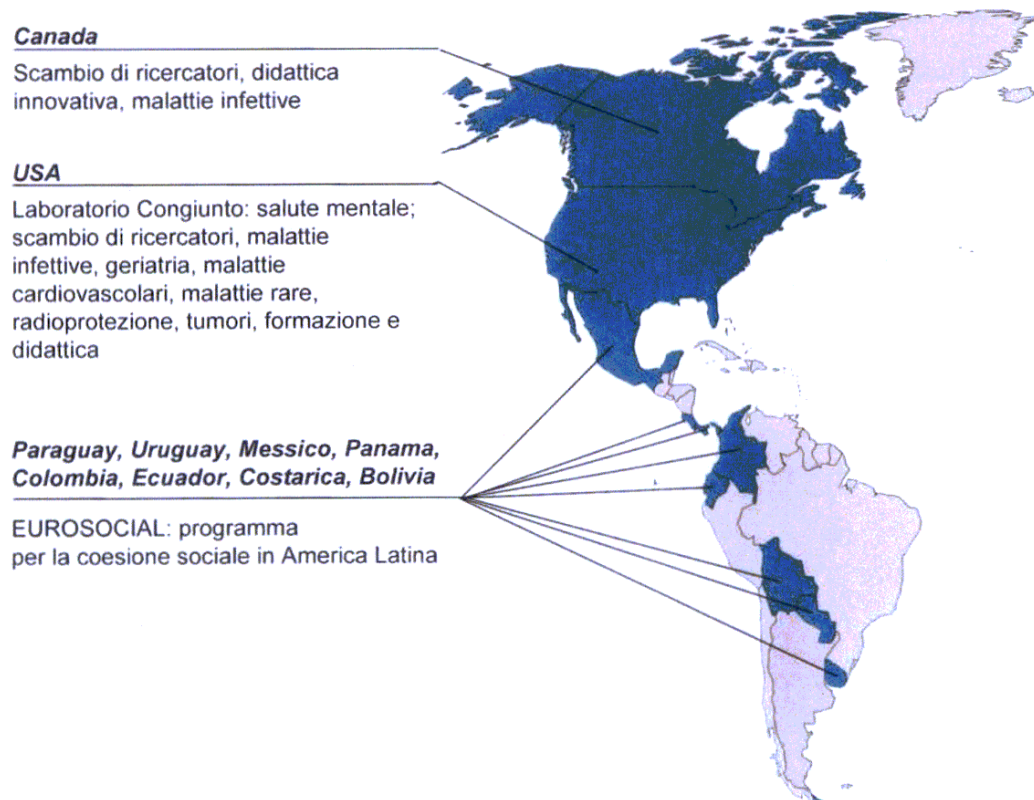 Canada
Scambio di ricercatori, didattica
innovativa, malattie infettive
USA
Laboratorio Congiunto: salute mentale;
scambio di ricercatori, malattie
infettive, geriatria, malattie
cardiovascolari, malattie rare,
radioprotezione, tumori, formazione e
didattica
Paraguay, Uruguay, Messico, Panama,
Colombia, Ecuador, Costarica, Bolivia
EUROSOCIAL: programma
per la coesione sociale in America Latina